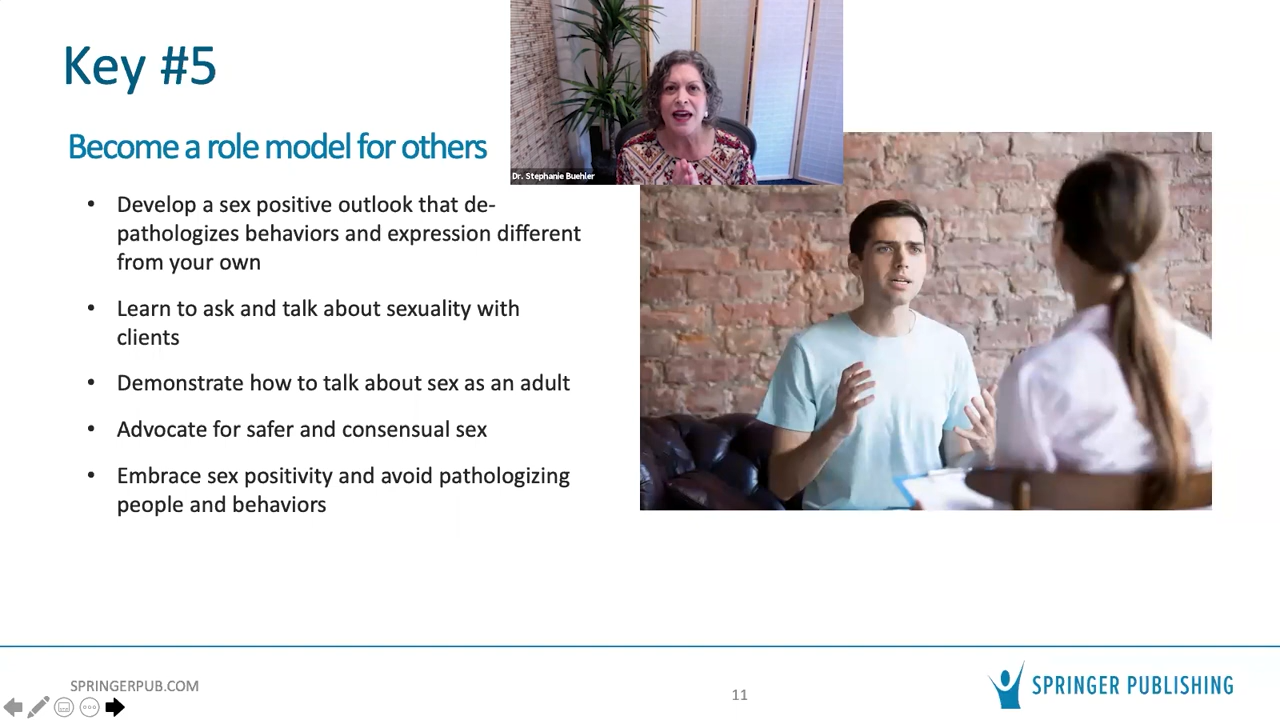 Key #5
Become a role model for others
Dr. Stephanie Buehler
• Develop a sex positive outlook that de-
pathologizes behaviors and expression different
from your own
• Learn to ask and talk about sexuality with
clients
• Demonstrate how to talk about sex as an adult
• Advocate for safer and consensual sex
• Embrace sex positivity and avoid pathologizing
people and behaviors
SPRINGERPUB.COM
11
SPRINGER PUBLISHING